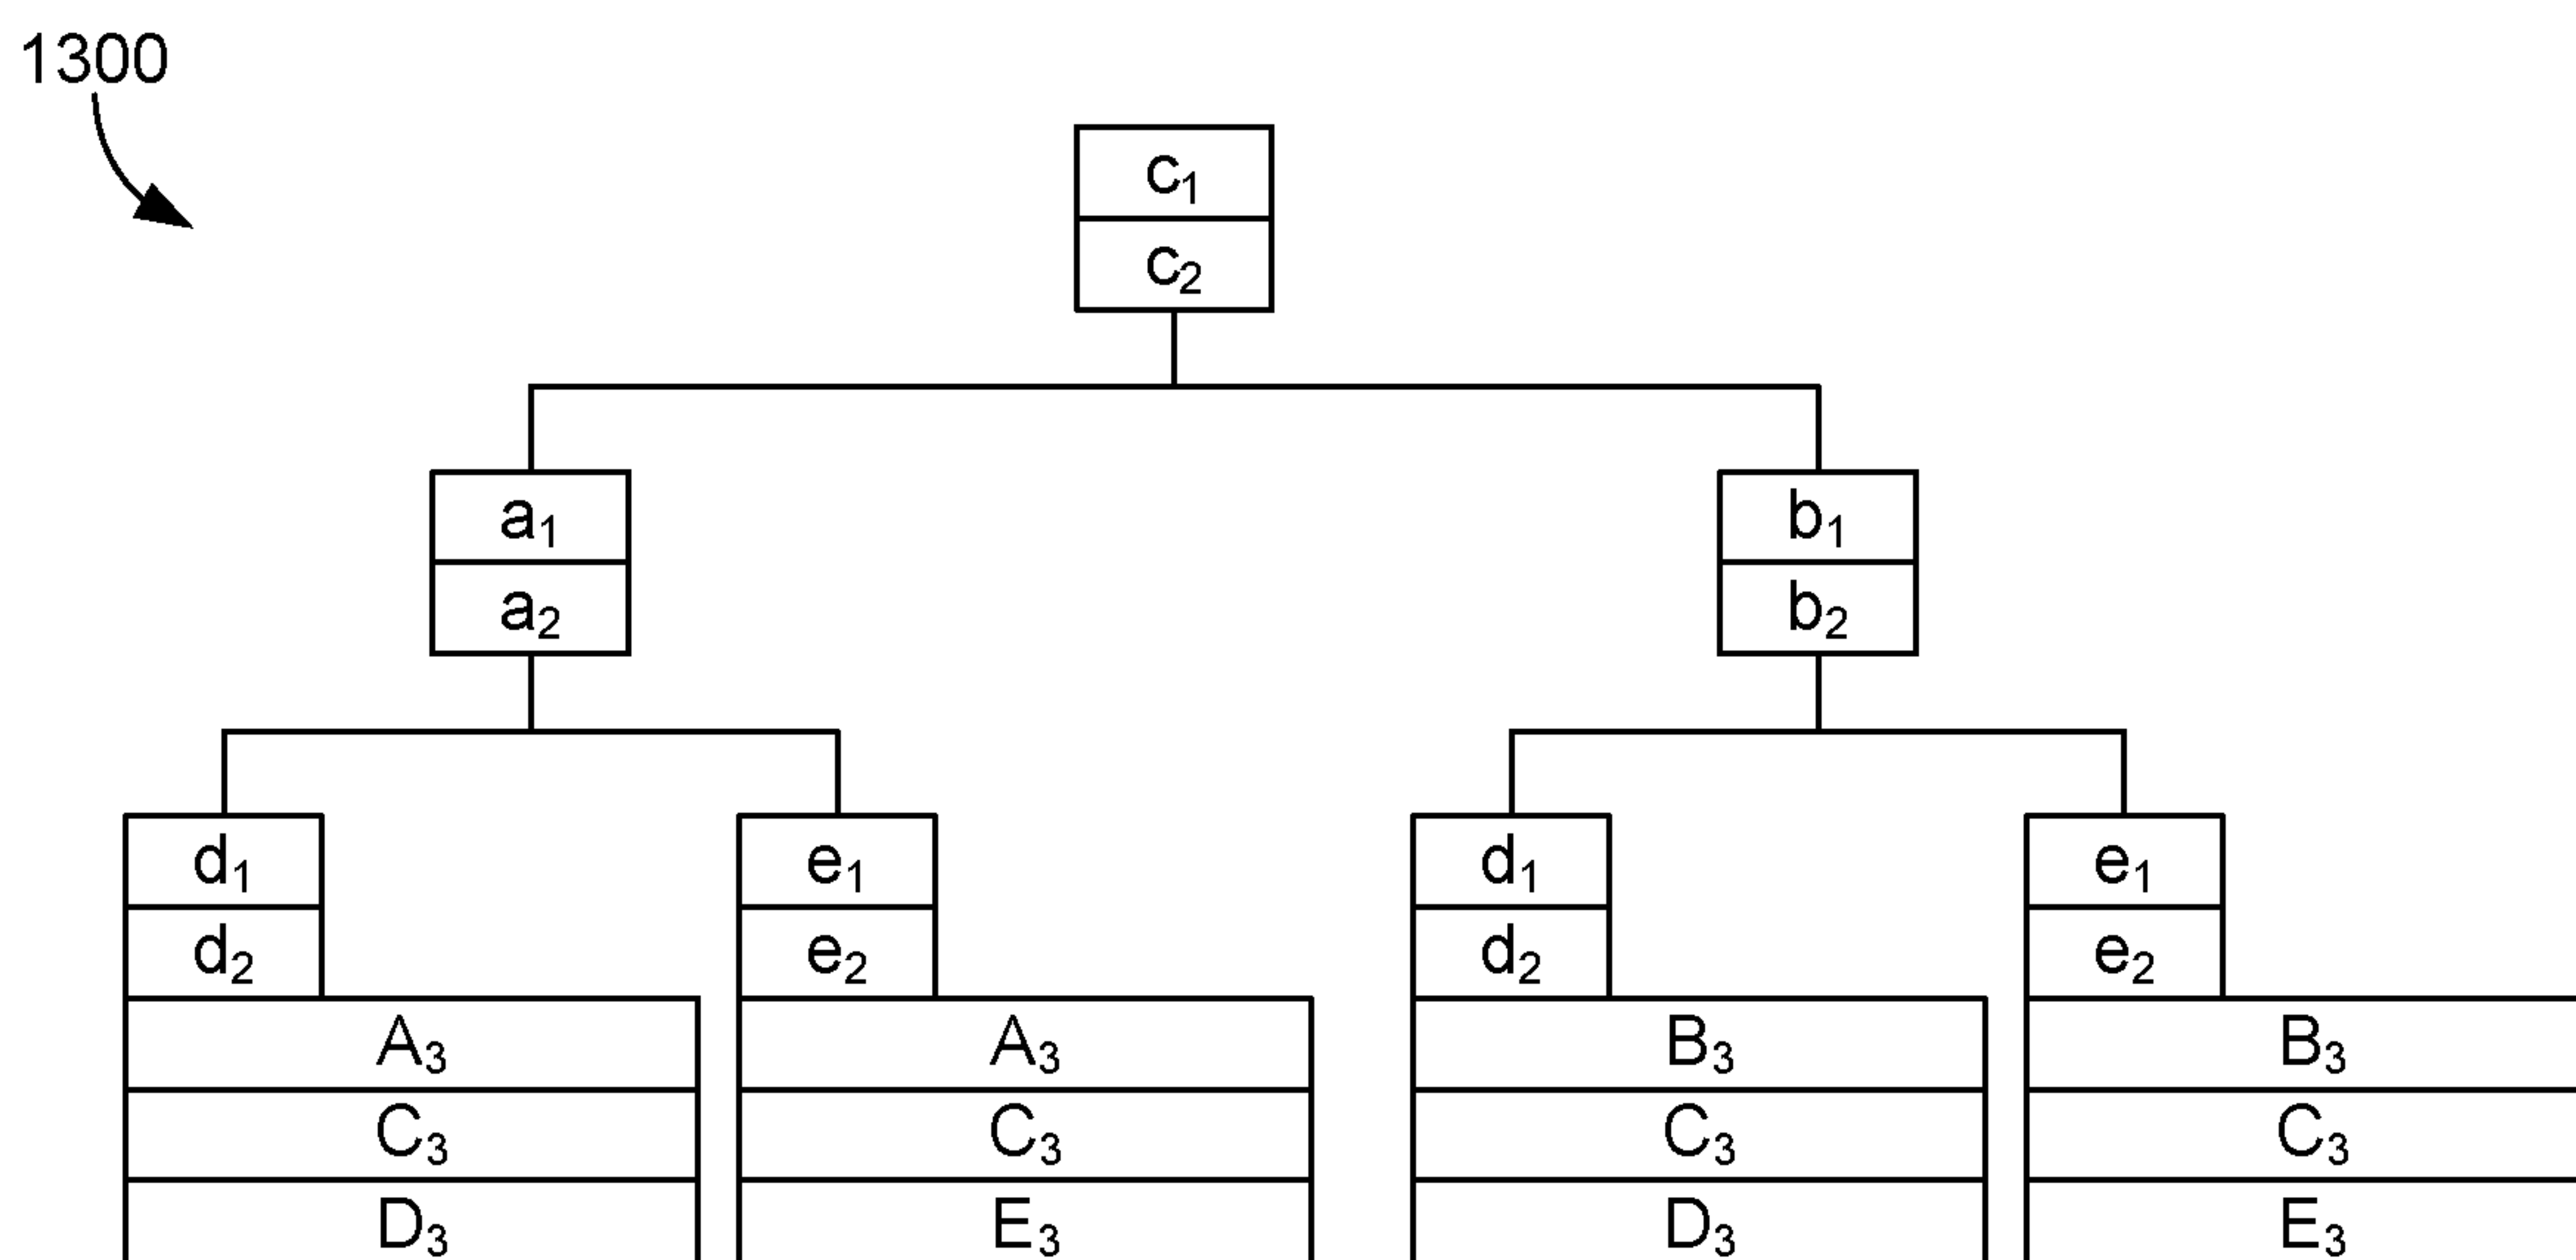 1300
c₁
c₂
a₁ b₁
a₂ b₂
d₁ e₁ d₁ e₁
d₂ e₂ d₂ e₂
A₃ A₃ B₃ B₃
C₃ C₃ C₃ C₃
D₃ E₃ D₃ E₃